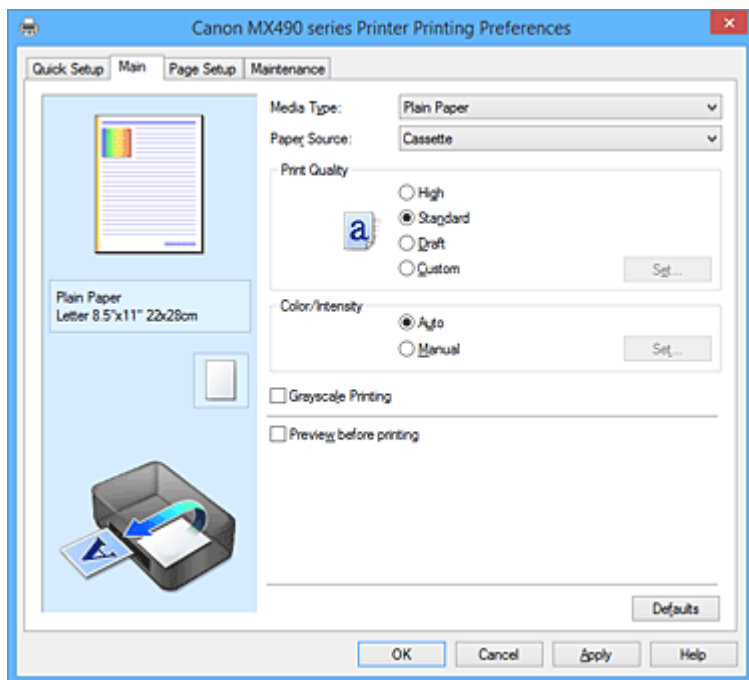 Canon MX490 series Printer Printing Preferences
Quick Setup Main Page Setup Maintenance
Media Type: Plain Paper
Paper Source: Cassette
Print Quality
High
a Standard
Draft
Custom Set...
Plain Paper
Letter 8.5"x11" 22x28cm
Color/Intensity
Auto
Manual Set...
Grayscale Printing
Preview before printing
A
Defaults
OK Cancel Apply Help